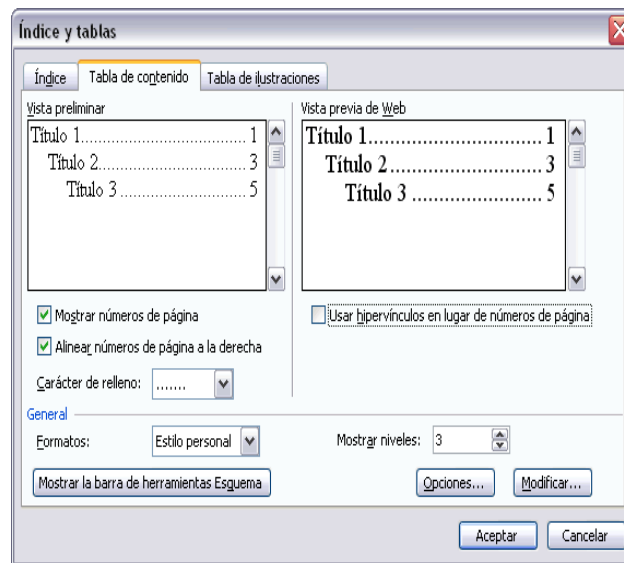 Índice y tablas
Índice
Tabla de contenido
Tabla de ilustraciones
Vista preliminar
Título 1..................................... 1
Título 2................................ 3
Título 3......................... 5
Vista previa de Web
Título 1................................ 1
Título 2............................ 3
Título 3........................ 5
Mostrar números de página
Alinear números de página a la derecha
Carácter de relleno: .......
Usar hipervínculos en lugar de números de página
General
Formatos: Estilo personal
Mostrar niveles: 3
Mostrar la barra de herramientas Esquema
Opciones...
Modificar...
Aceptar
Cancelar